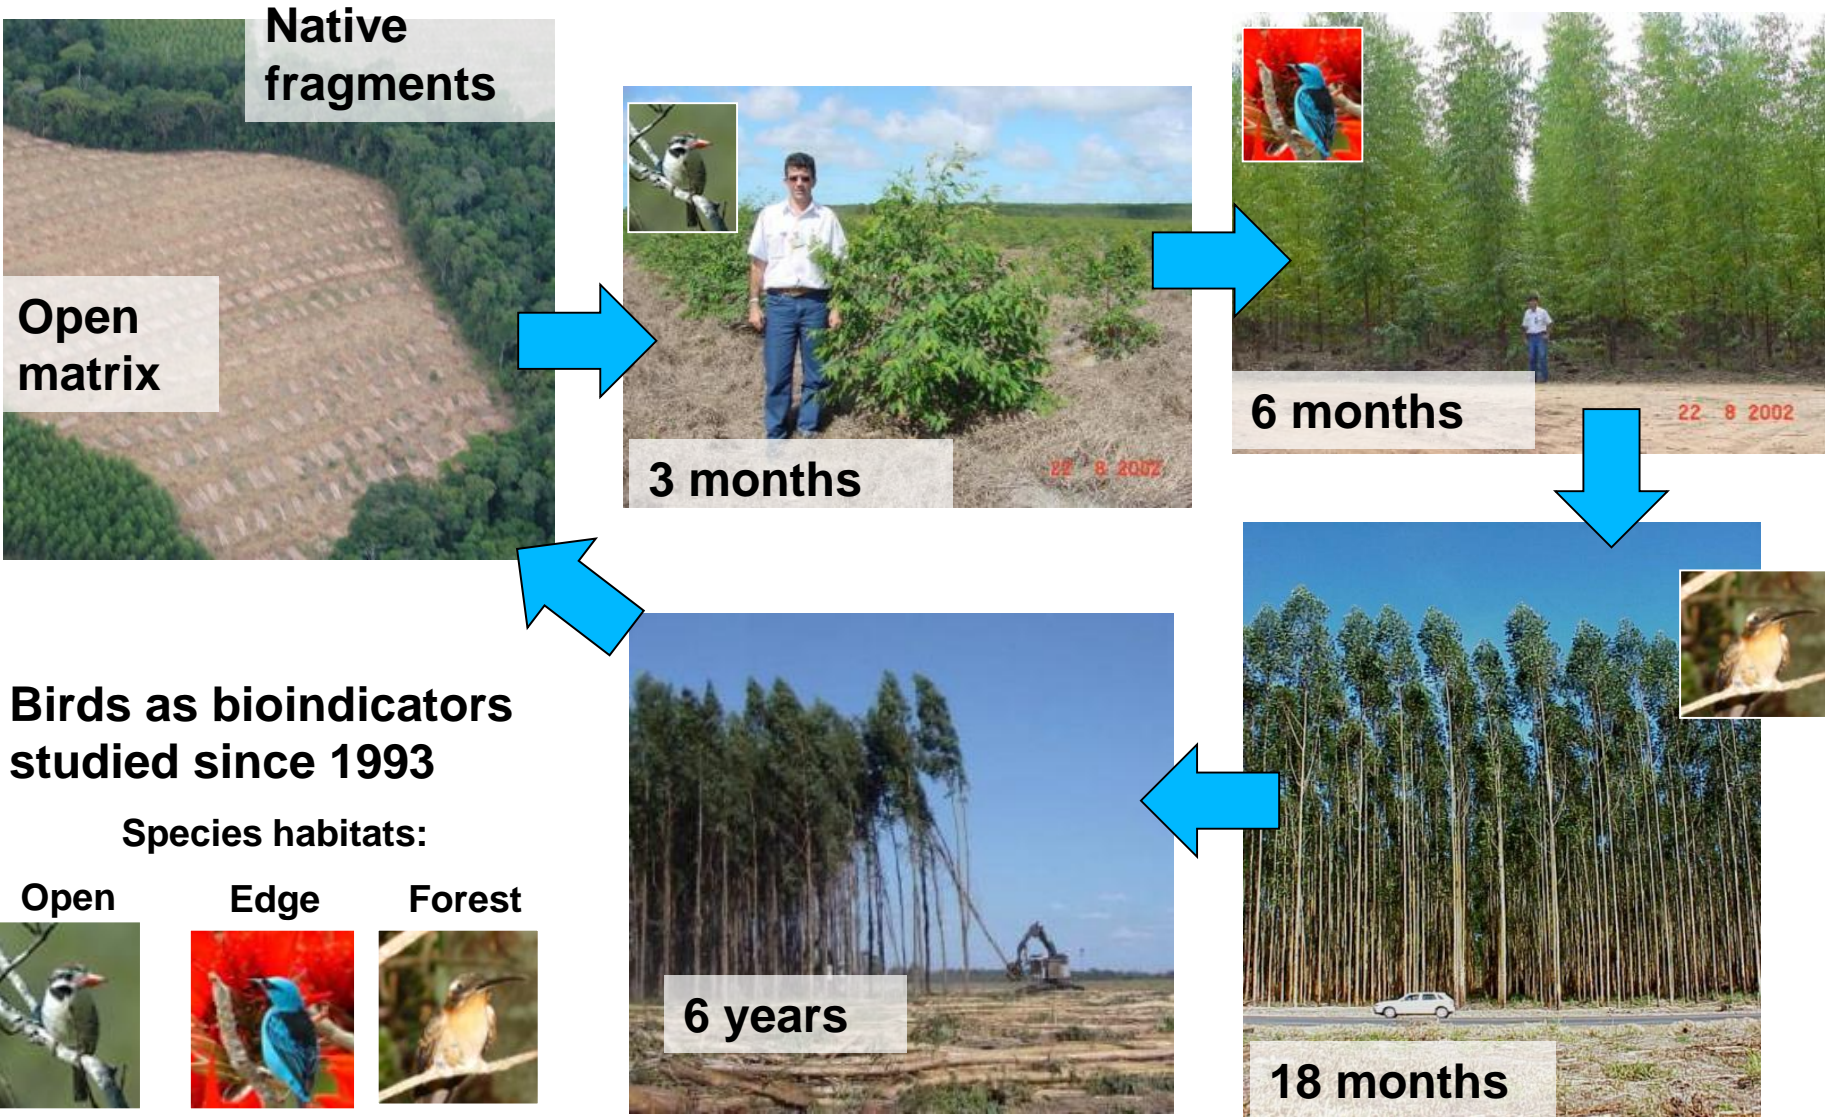 Native
fragments
Open
matrix
3 months
22 8 2002
6 months
22 8 2002
18 months
6 years
Birds as bioindicators
studied since 1993
Species habitats:
Open
Edge
Forest